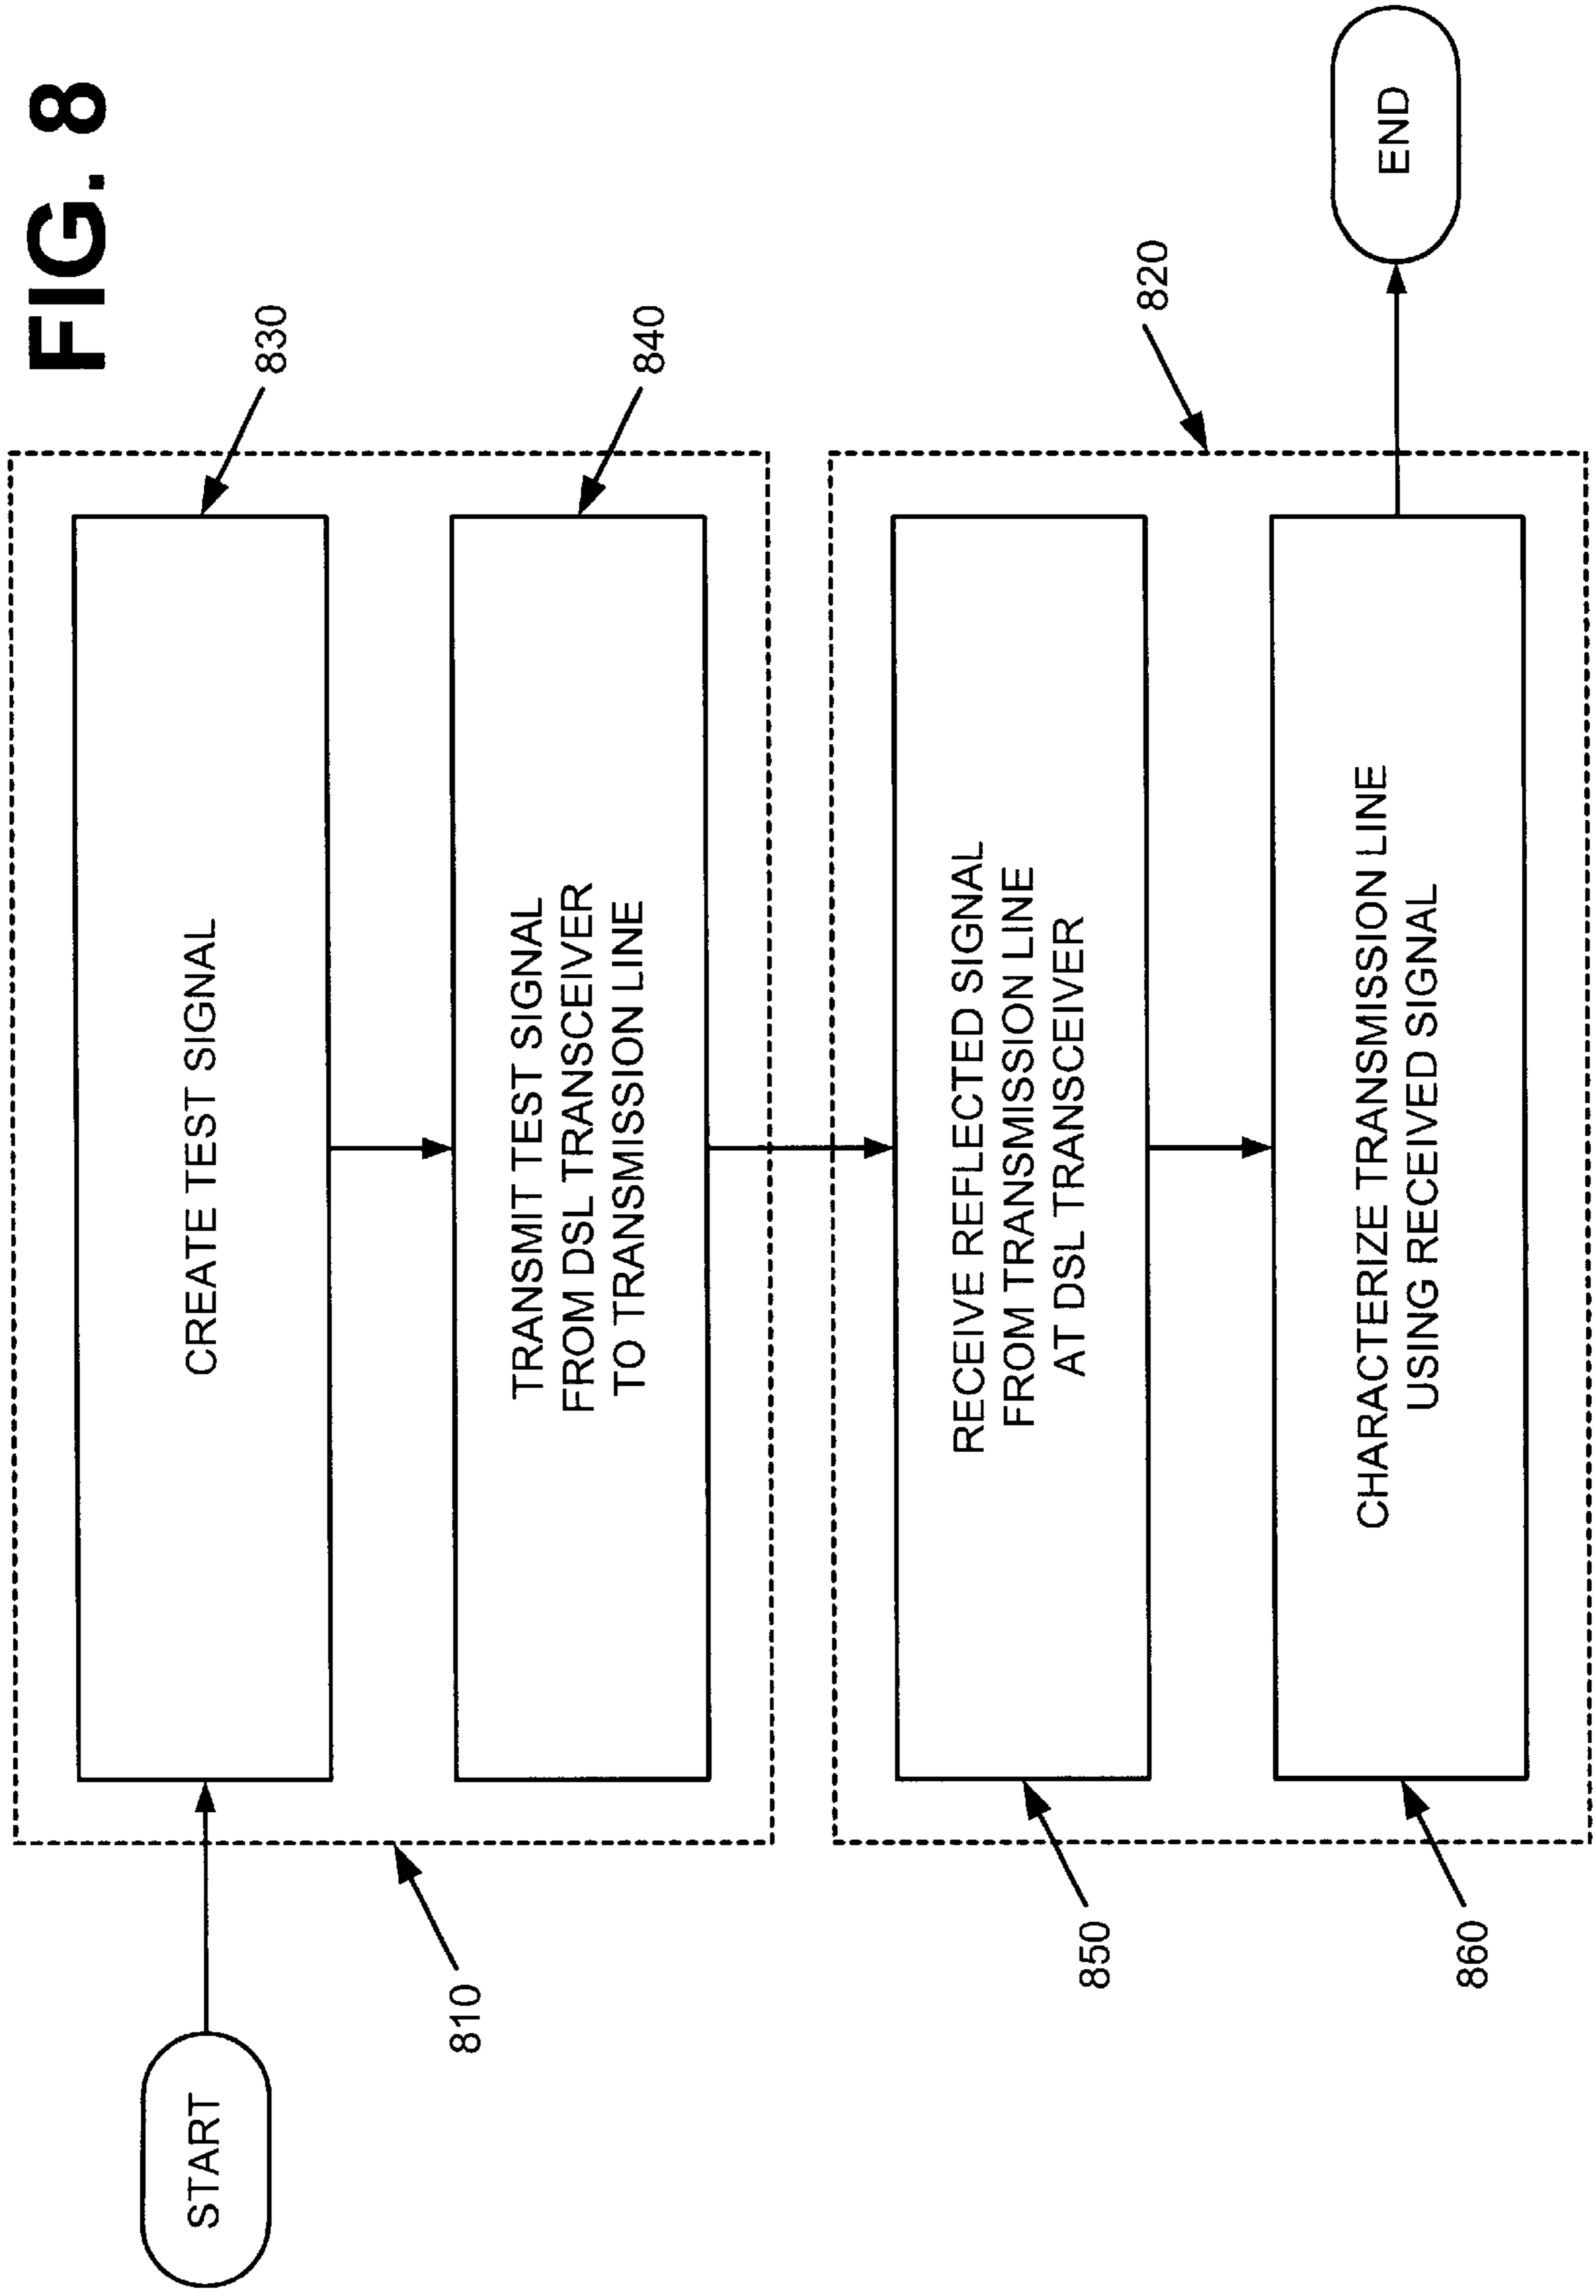 FIG. 8
START
810
CREATE TEST SIGNAL
830
TRANSMIT TEST SIGNAL
FROM DSL TRANSCEIVER
TO TRANSMISSION LINE
840
820
RECEIVE REFLECTED SIGNAL
FROM TRANSMISSION LINE
AT DSL TRANSCEIVER
850
CHARACTERIZE TRANSMISSION LINE
USING RECEIVED SIGNAL
860
END